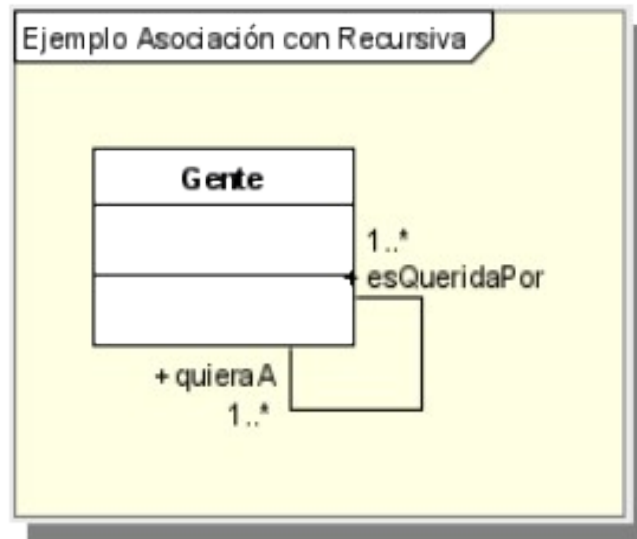 Ejemplo Asociación con Recursiva
Gente
1..*
+ esQueridaPor
+ quieraA
1..*